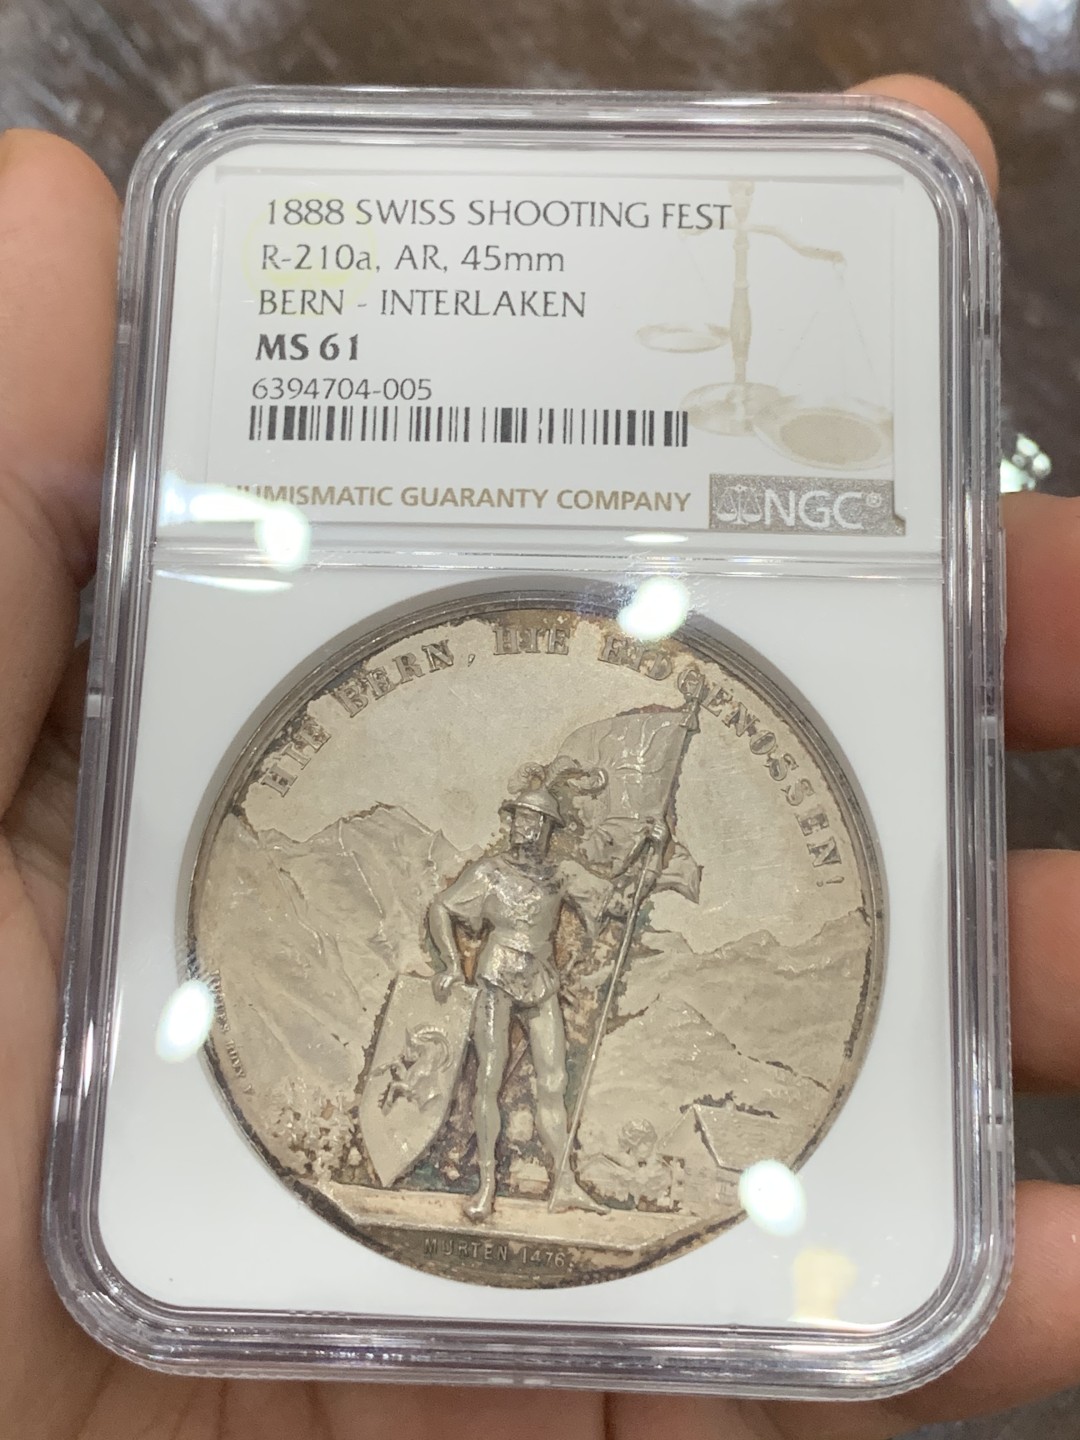 1888 SWISS SHOOTING FEST
R-210a, AR, 45mm
BERN - INTERLAKEN
MS 61
6394704-005
NUMISMATIC GUARANTY COMPANY
NGC®
HIE BERN, HIE EIDGENOSSEN!
MURTEN 1476